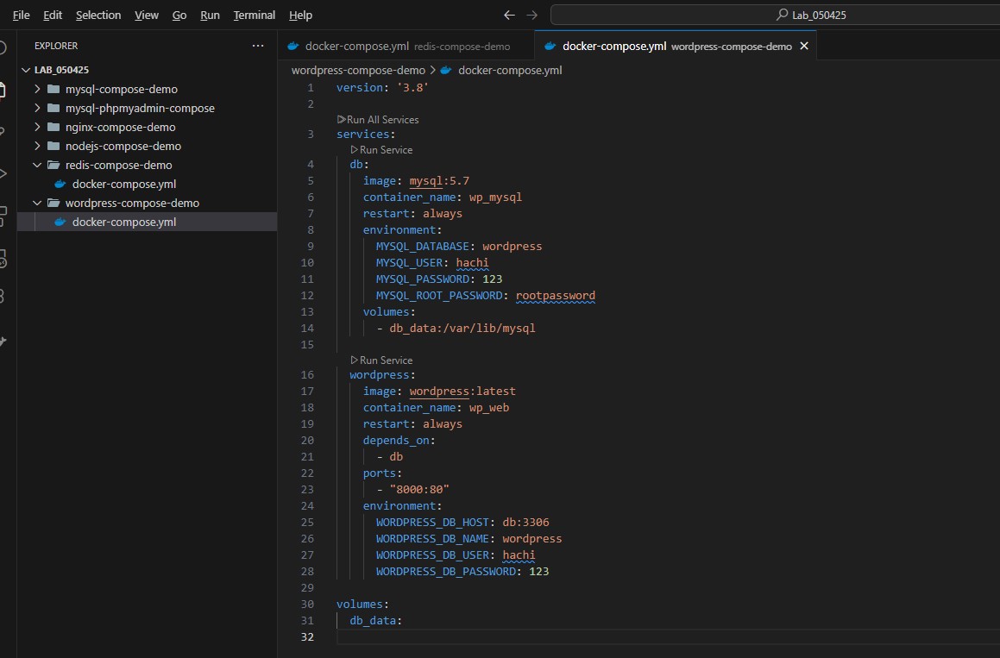 File Edit Selection View Go Run Terminal Help
Lab_050425
EXPLORER ...
docker-compose.yml redis-compose-demo
docker-compose.yml wordpress-compose-demo
LAB_050425
mysql-compose-demo
mysql-phpmyadmin-compose
nginx-compose-demo
nodejs-compose-demo
redis-compose-demo
docker-compose.yml
wordpress-compose-demo
docker-compose.yml
wordpress-compose-demo > docker-compose.yml
1 version: '3.8'
2
Run All Services
3 services:
Run Service
4 db:
5 image: mysql:5.7
6 container_name: wp_mysql
7 restart: always
8 environment:
9 MYSQL_DATABASE: wordpress
10 MYSQL_USER: hachi
11 MYSQL_PASSWORD: 123
12 MYSQL_ROOT_PASSWORD: rootpassword
13 volumes:
14 - db_data:/var/lib/mysql
15
Run Service
16 wordpress:
17 image: wordpress:latest
18 container_name: wp_web
19 restart: always
20 depends_on:
21 - db
22 ports:
23 - "8000:80"
24 environment:
25 WORDPRESS_DB_HOST: db:3306
26 WORDPRESS_DB_NAME: wordpress
27 WORDPRESS_DB_USER: hachi
28 WORDPRESS_DB_PASSWORD: 123
29
30 volumes:
31 db_data:
32